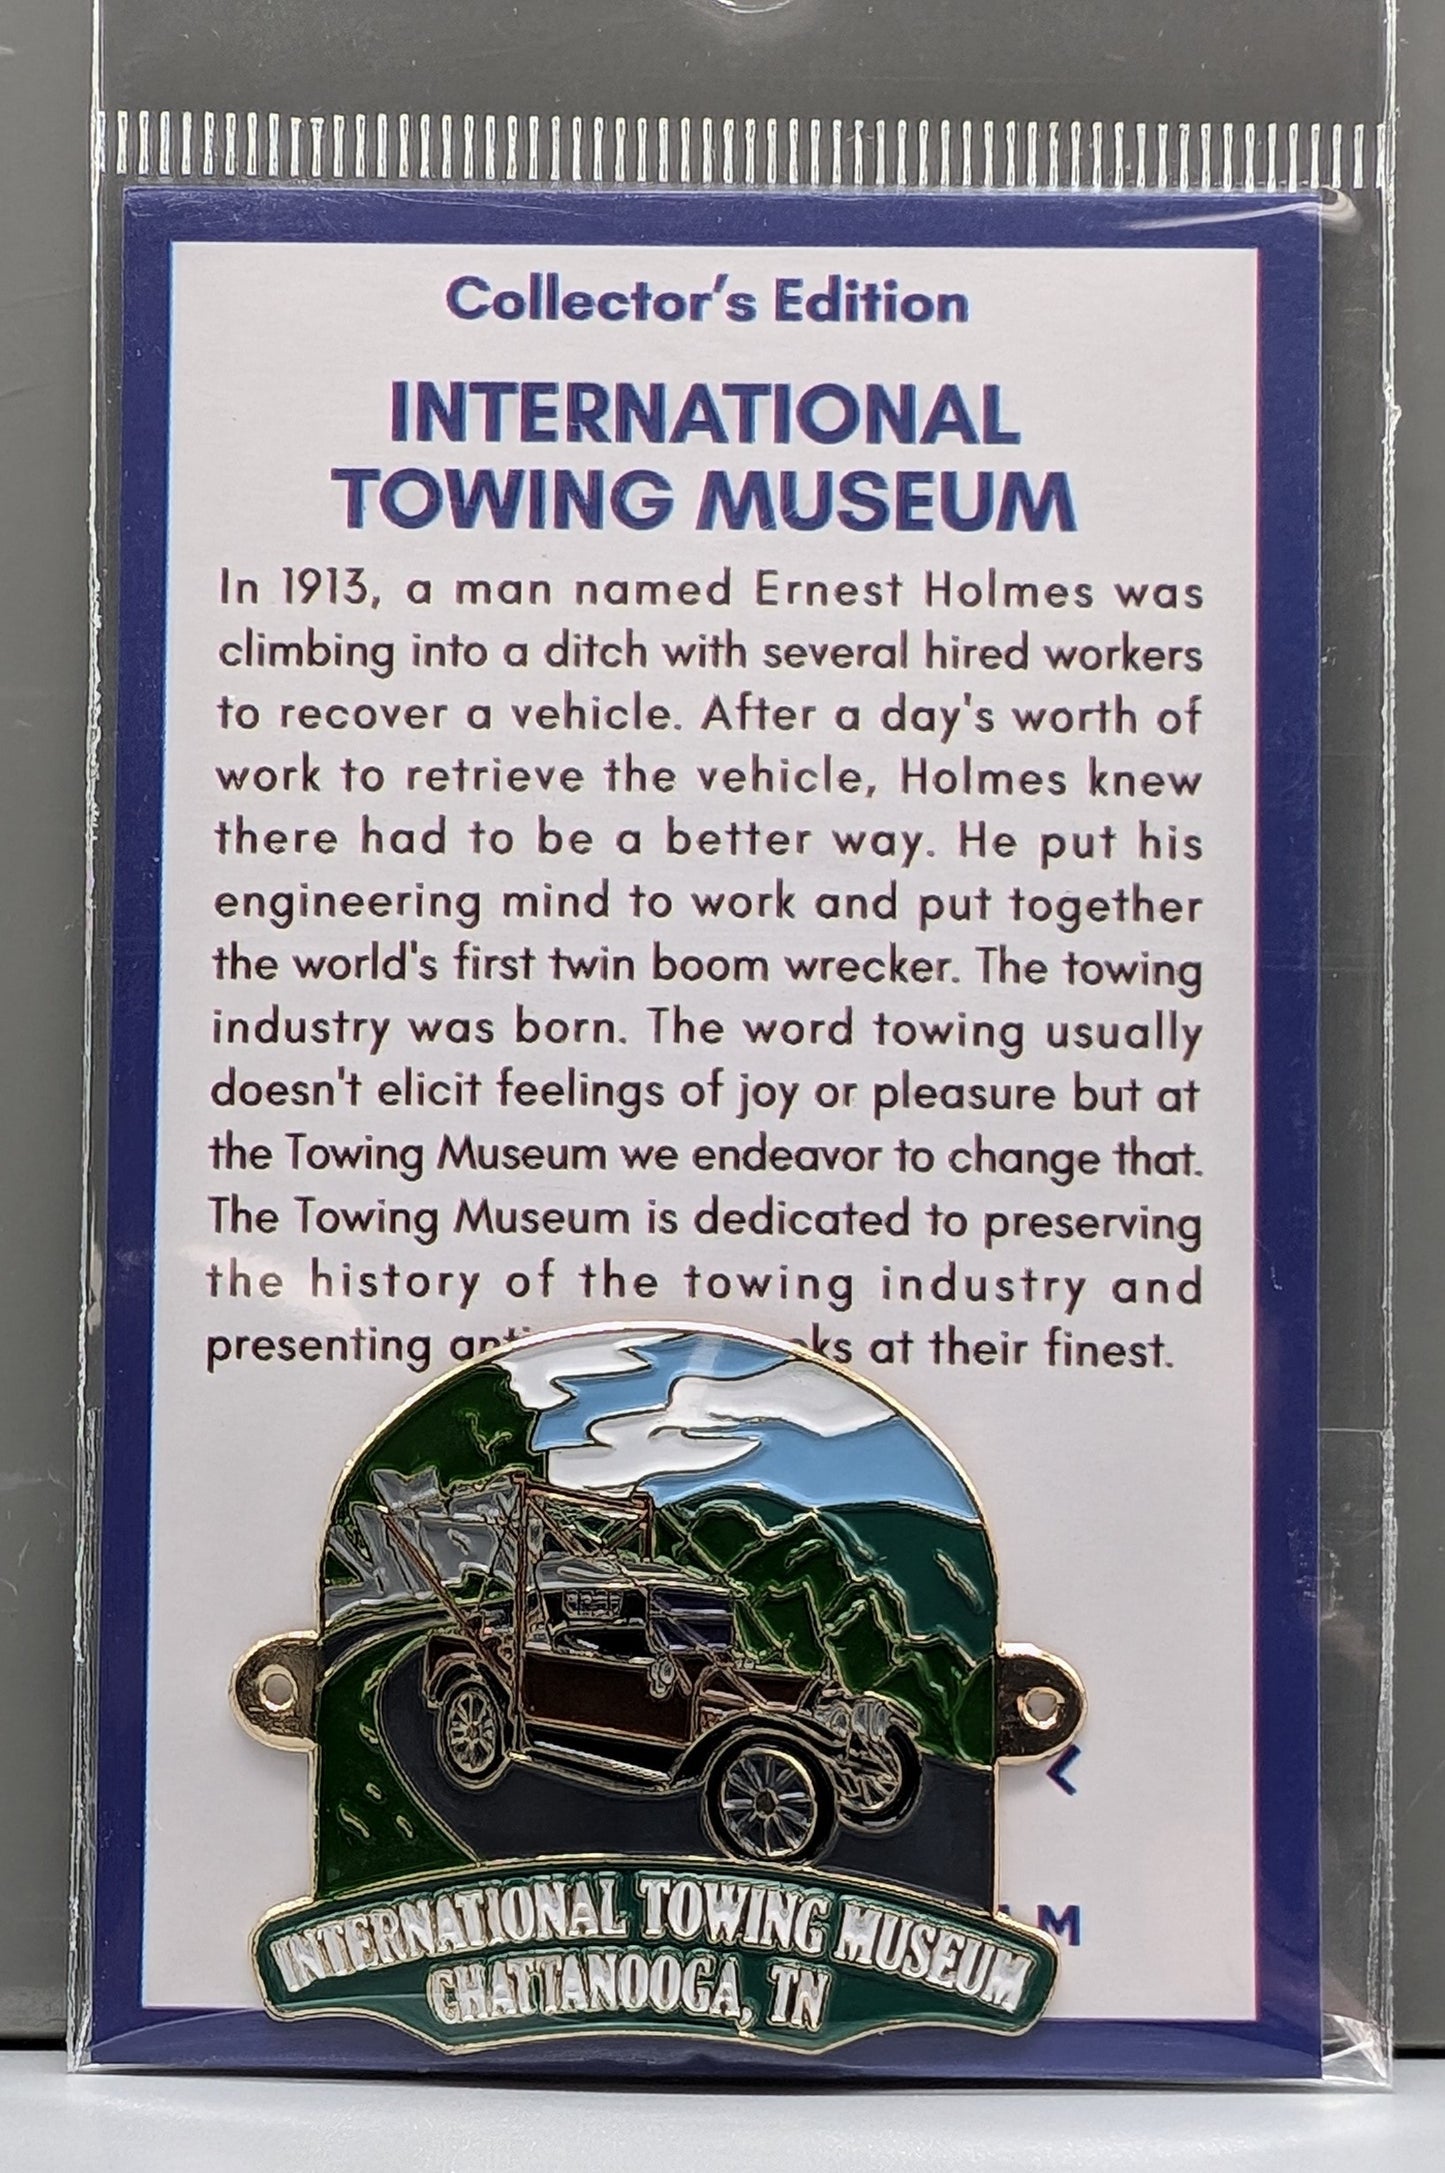 Collector's Edition
INTERNATIONAL
TOWING MUSEUM
In 1913, a man named Ernest Holmes was
climbing into a ditch with several hired workers
to recover a vehicle. After a day's worth of
work to retrieve the vehicle, Holmes knew
there had to be a better way. He put his
engineering mind to work and put together
the world's first twin boom wrecker. The towing
industry was born. The word towing usually
doesn't elicit feelings of joy or pleasure but at
the Towing Museum we endeavor to change that.
The Towing Museum is dedicated to preserving
the history of the towing industry and
presenting at their finest.
INTERNATIONAL TOWING MUSEUM
CHATTANOOGA, TN